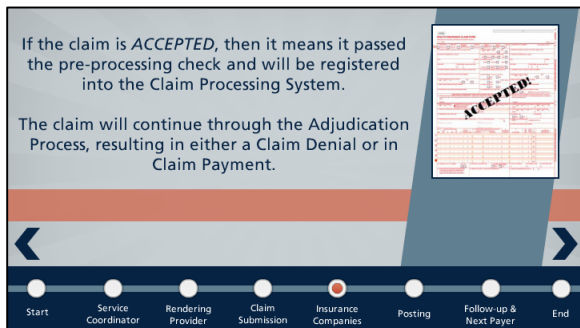 If the claim is ACCEPTED, then it means it passed
the pre-processing check and will be registered
into the Claim Processing System.
The claim will continue through the Adjudication
Process, resulting in either a Claim Denial or in
Claim Payment.
ACCEPTED!
Start
Service
Coordinator
Rendering
Provider
Claim
Submission
Insurance
Companies
Posting
Follow-up &
Next Payer
End